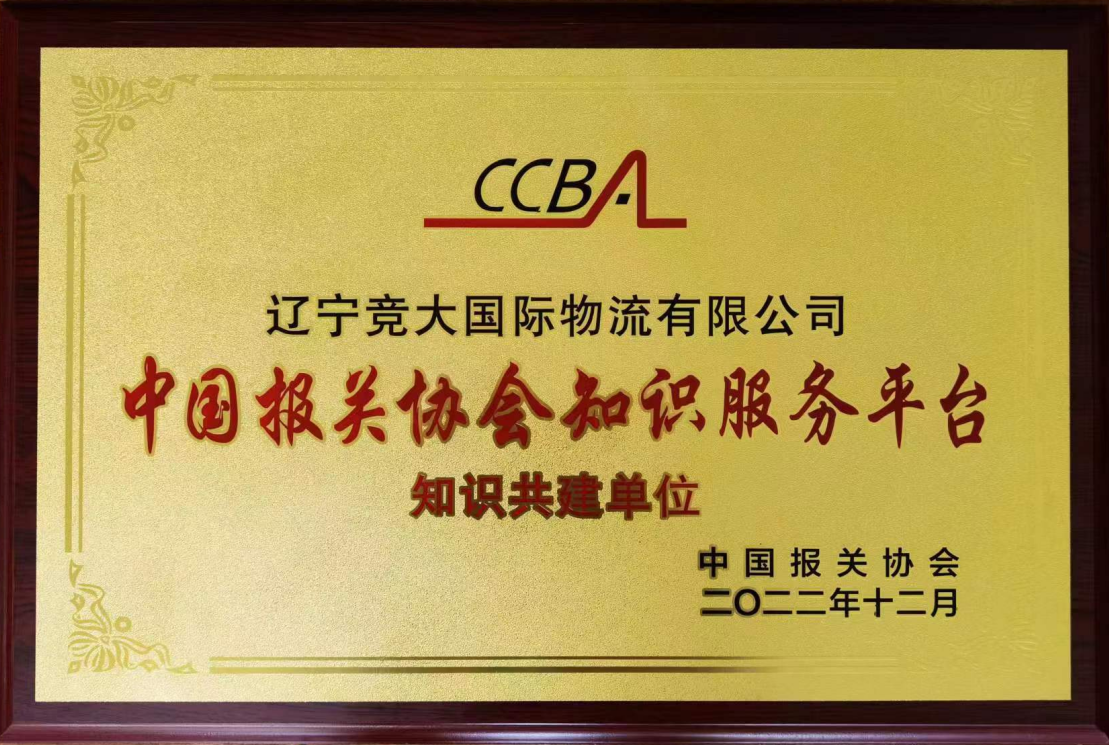 CCBA
辽宁竞大国际物流有限公司
中国报关协会知识服务平台
知识共建单位
中国报关协会
二〇二二年十二月